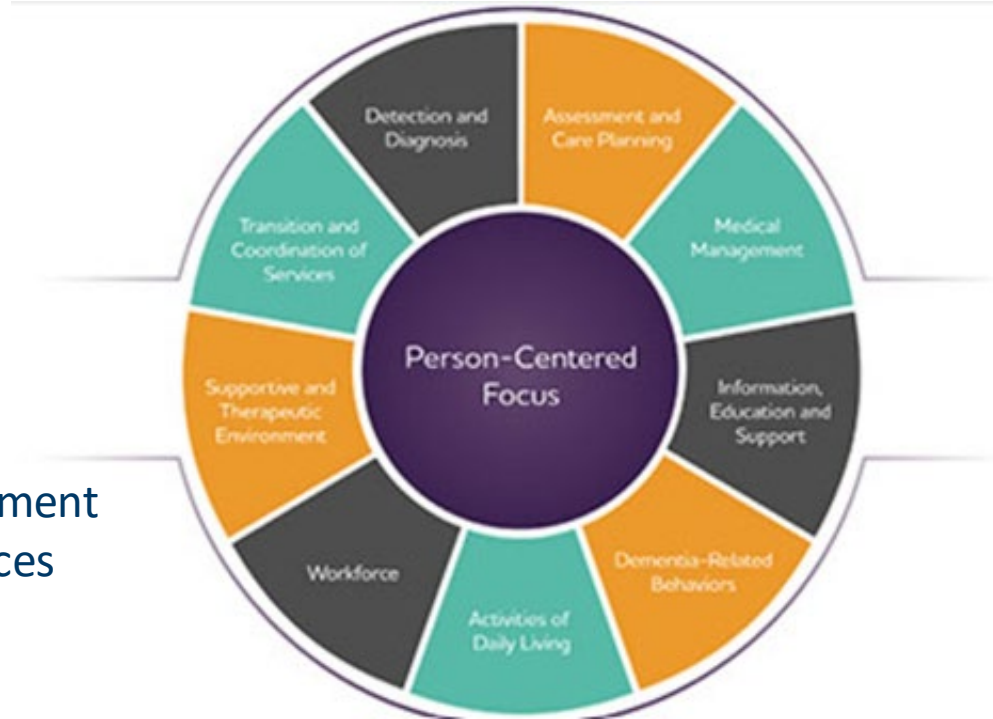 Detection and
Diagnosis
Assessment and
Care Planning
Transition and
Coordination of
Services
Medical
Management
Person-Centered
Focus
Supportive and
Therapeutic
Environment
Information,
Education and
Support
ment
ces
Workforce
Dementia-Related
Behaviors
Activities of
Daily Living